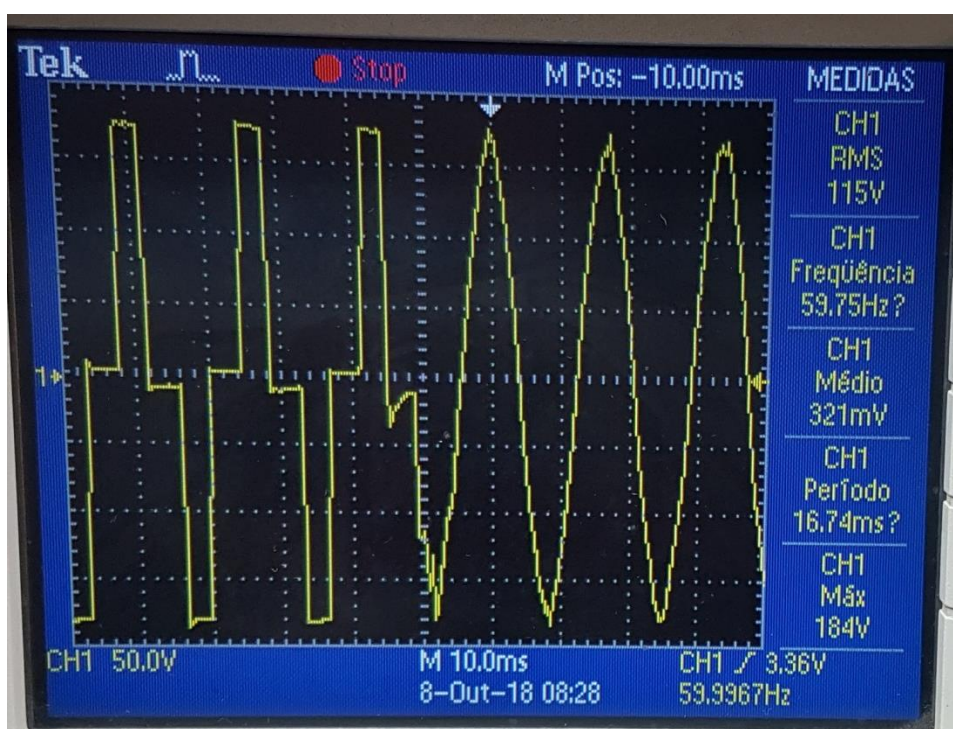 Tek
Stop
M Pos: -10.00ms
MEDIDAS
CH1
RMS
115V
CH1
Freqüência
59.75Hz?
CH1
Médio
321mV
CH1
Período
16.74ms?
CH1
Máx
184V
1
CH1 50.0V
M 10.0ms
CH1 / 3.36V
8-Out-18 08:28
59.9967Hz